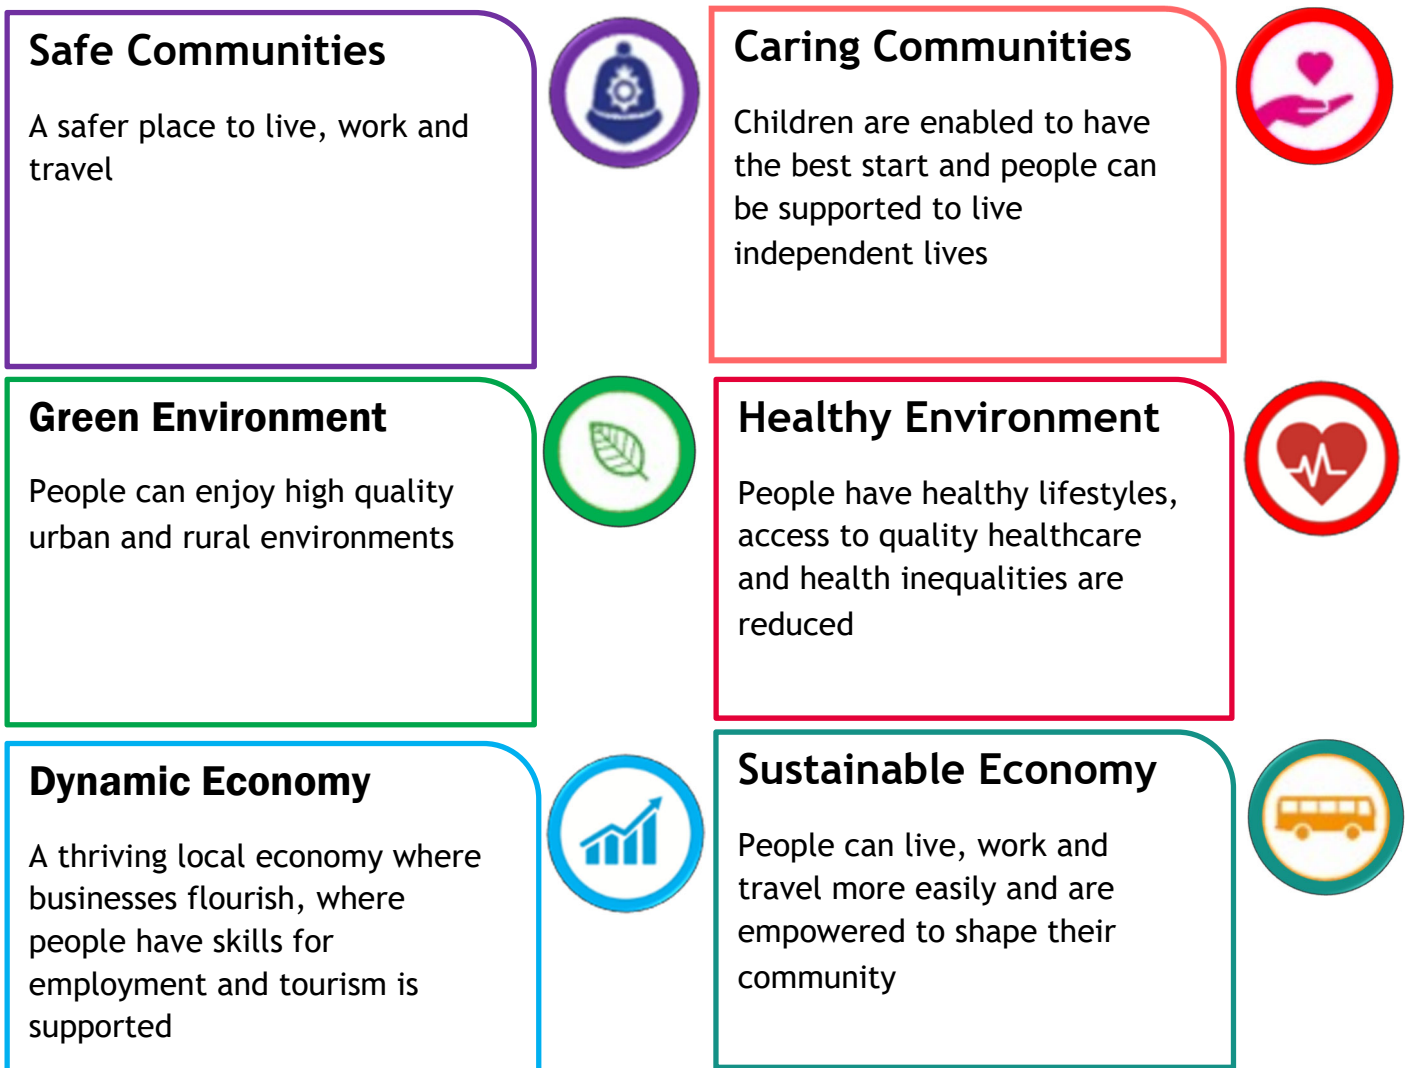 Safe Communities
A safer place to live, work and
travel
Caring Communities
Children are enabled to have
the best start and people can
be supported to live
independent lives
Green Environment
People can enjoy high quality
urban and rural environments
Healthy Environment
People have healthy lifestyles,
access to quality healthcare
and health inequalities are
reduced
Dynamic Economy
A thriving local economy where
businesses flourish, where
people have skills for
employment and tourism is
supported
Sustainable Economy
People can live, work and
travel more easily and are
empowered to shape their
community